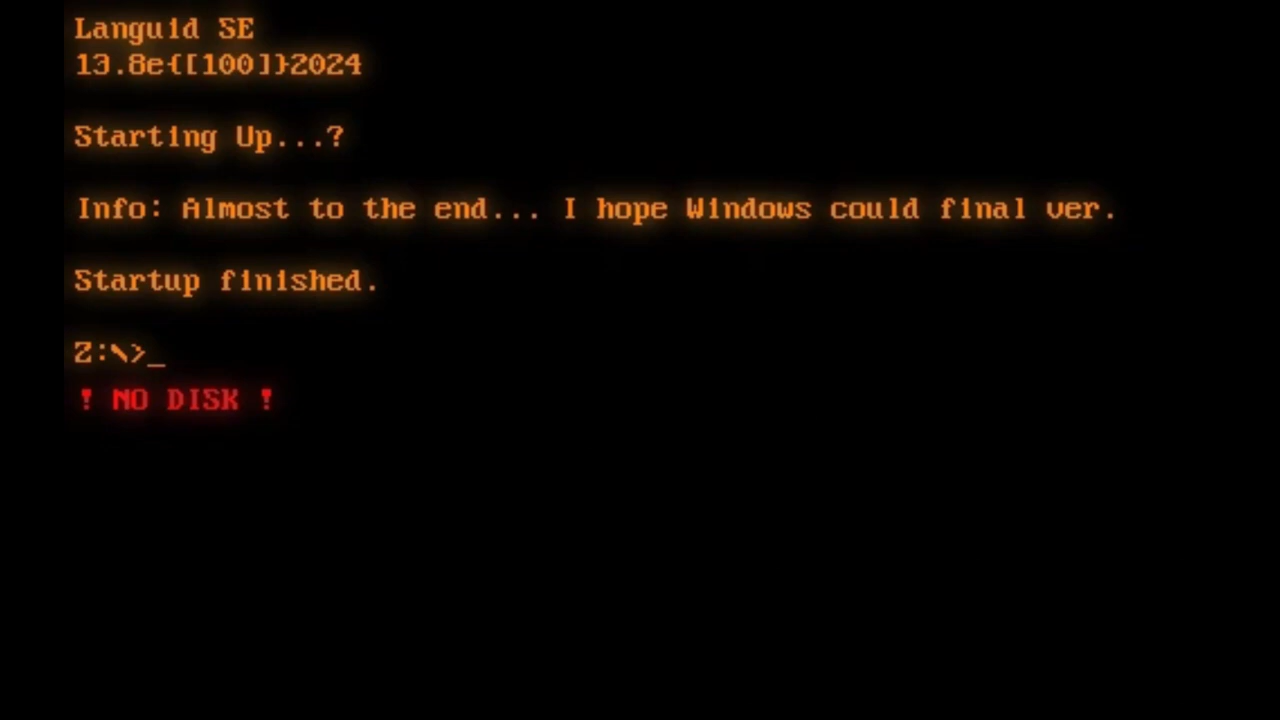 Languid SE
13.8e{[100]}2024
Starting Up...?
Info: Almost to the end... I hope Windows could final ver.
Startup finished.
Z:\>_
! NO DISK !